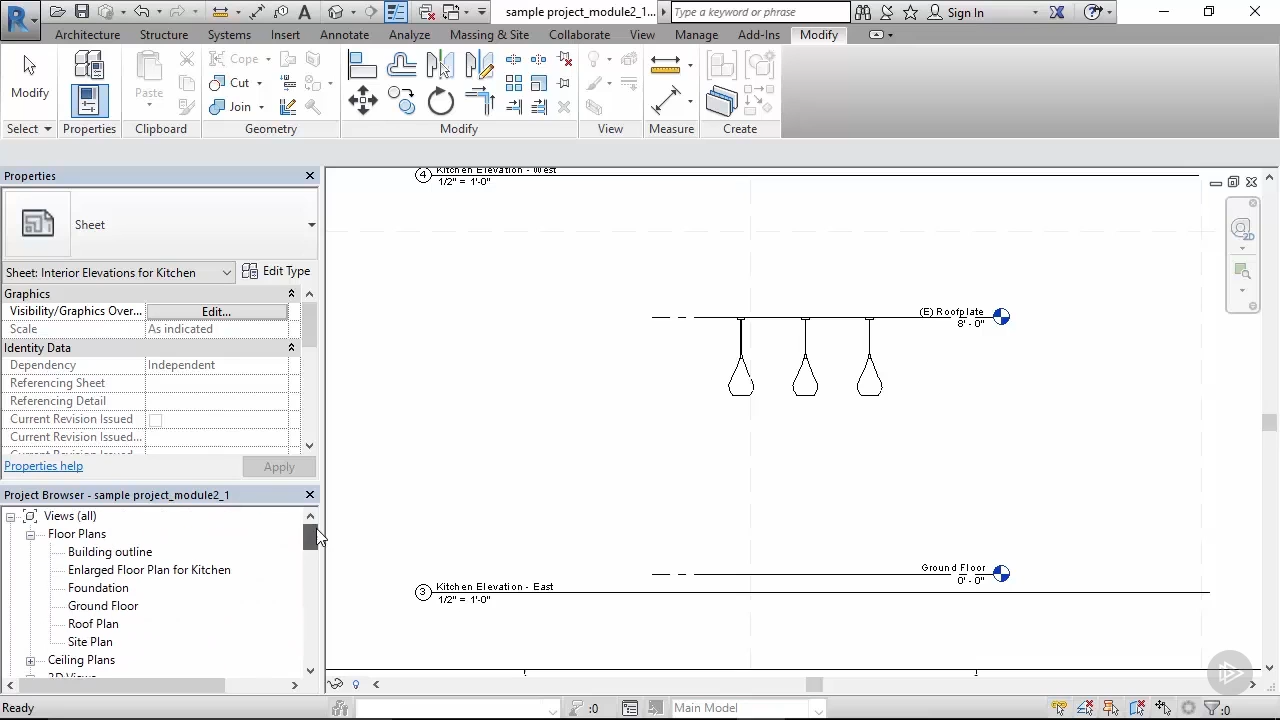 sample project_module2_1...
Type a keyword or phrase
Sign In
Architecture Structure Systems Insert Annotate Analyze Massing & Site Collaborate View Manage Add-Ins Modify
Modify
Paste
Cope
Cut
Join
Select Properties Clipboard Geometry Modify View Measure Create
Properties
Sheet
Sheet: Interior Elevations for Kitchen
Edit Type
Graphics
Visibility/Graphics Over... Edit...
Scale As indicated
Identity Data
Dependency Independent
Referencing Sheet
Referencing Detail
Current Revision Issued
Current Revision Issued...
Properties help
Apply
Project Browser - sample project_module2_1
Views (all)
Floor Plans
Building outline
Enlarged Floor Plan for Kitchen
Foundation
Ground Floor
Roof Plan
Site Plan
Ceiling Plans
4 Kitchen Elevation - West
1/2" = 1'-0"
(E) Roofplate
8' - 0"
Ground Floor
0' - 0"
3 Kitchen Elevation - East
1/2" = 1'-0"
2D
Ready
:0
Main Model
:0